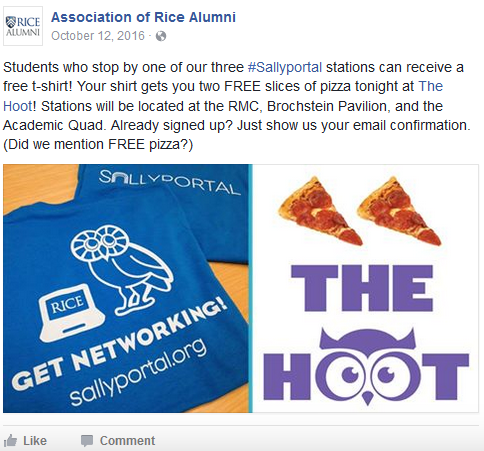 RICE
ALUMNI
Association of Rice Alumni
October 12, 2016 ·
Students who stop by one of our three #Sallyportal stations can receive a
free t-shirt! Your shirt gets you two FREE slices of pizza tonight at The
Hoot! Stations will be located at the RMC, Brochstein Pavilion, and the
Academic Quad. Already signed up? Just show us your email confirmation.
(Did we mention FREE pizza?)
SALLYPORTAL
RICE
GET NETWORKING!
sallyportal.org
THE
HOOT
Like Comment